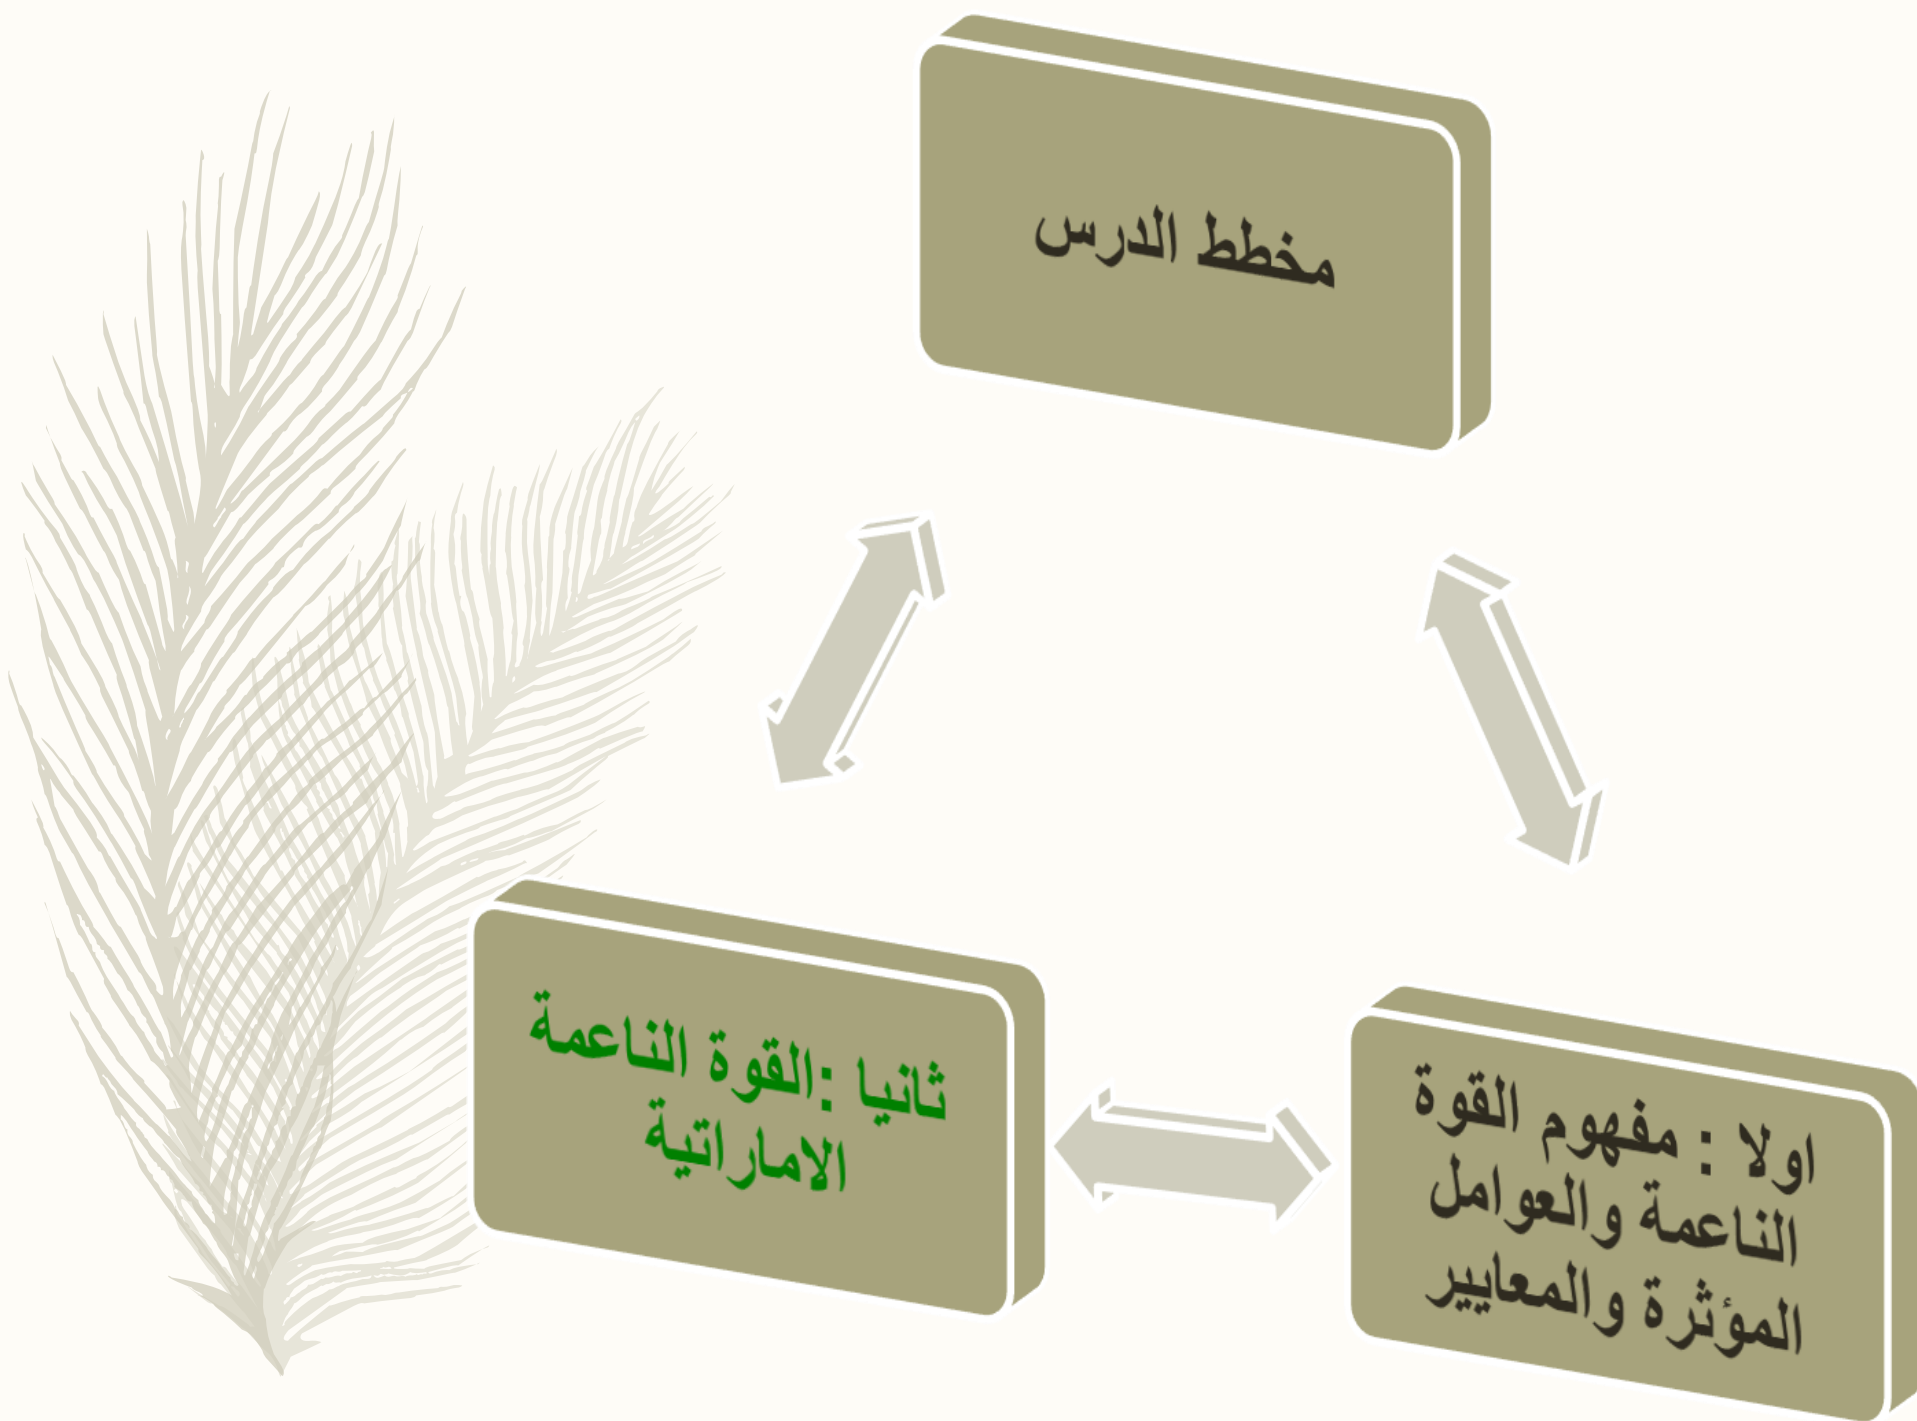 مخطط الدرس
اولا : مفهوم القوة
الناعمة والعوامل
المؤثرة والمعايير
ثانيا :القوة الناعمة
الاماراتية